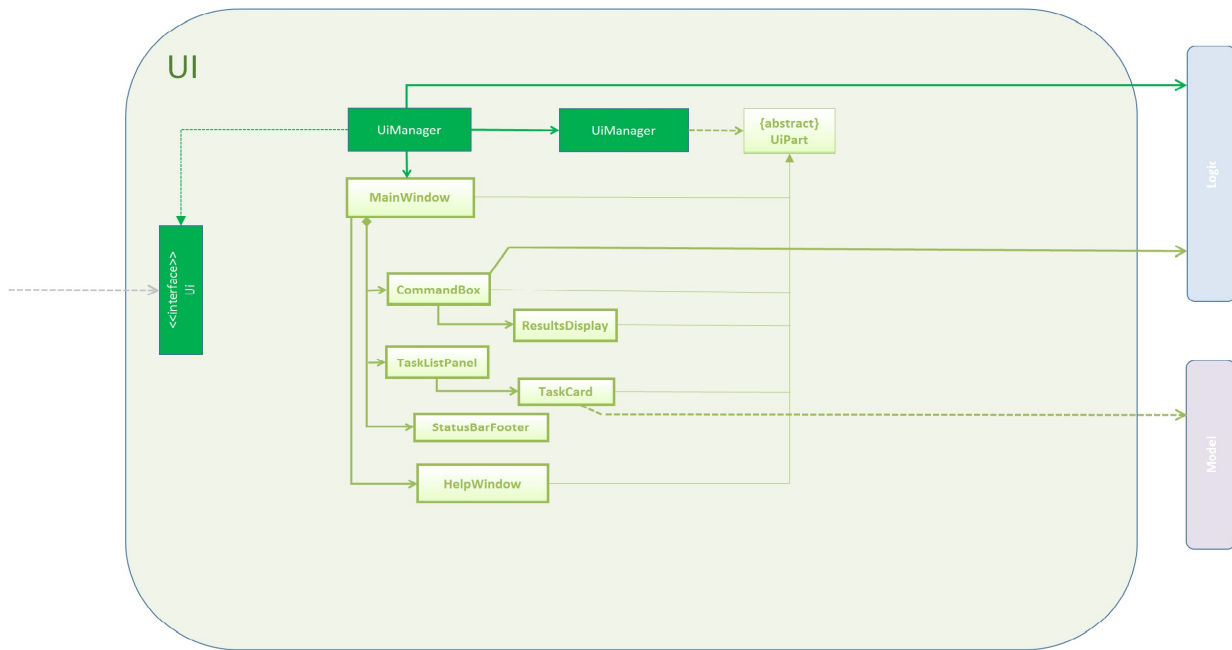 UI
UiManager
UiManager
{abstract}
UiPart
MainWindow
<<interface>>
Ui
CommandBox
ResultsDisplay
TaskListPanel
TaskCard
StatusBarFooter
HelpWindow
Logic
Model